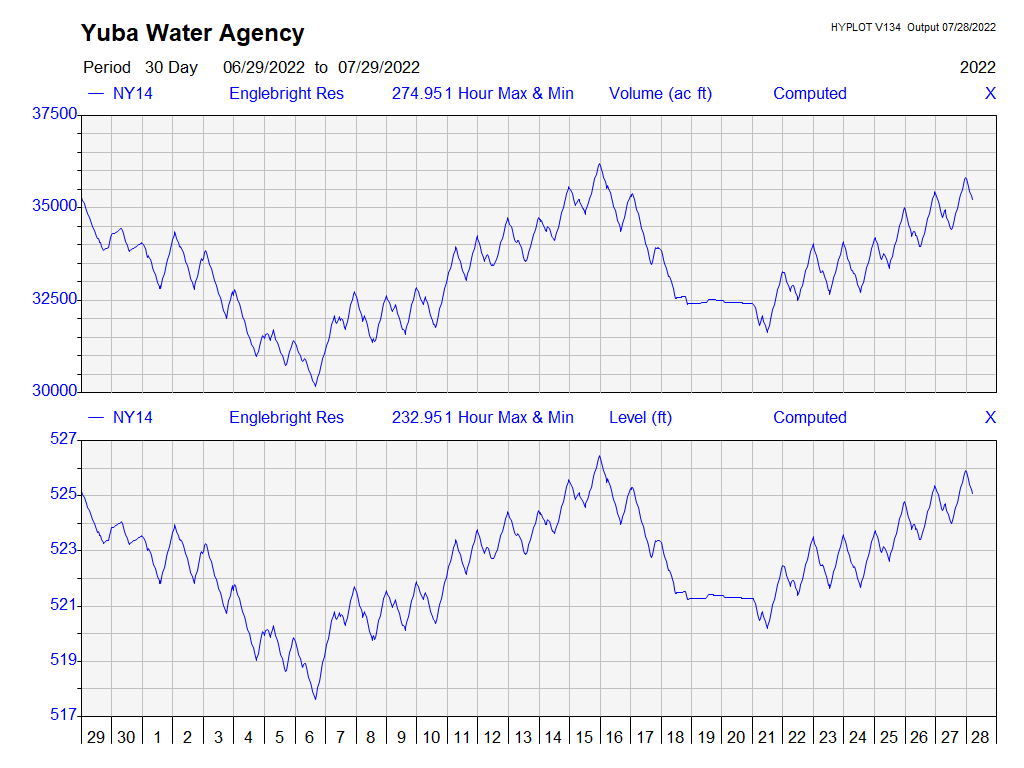 Yuba Water Agency
HYPLOT V134 Output 07/28/2022
Period 30 Day 06/29/2022 to 07/29/2022 2022
NY14 Englebright Res 274.951 Hour Max & Min Volume (ac ft) Computed X
37500
35000
32500
30000
NY14 Englebright Res 232.951 Hour Max & Min Level (ft) Computed X
527
525
523
521
519
517
29 30 1 2 3 4 5 6 7 8 9 10 11 12 13 14 15 16 17 18 19 20 21 22 23 24 25 26 27 28